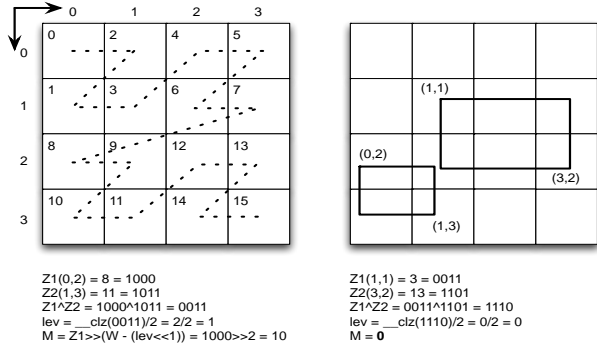 0 1 2 3
0 2 4 5
0
1 3 6 7
1
(1,1)
8 9 12 13
2
(0,2)
(3,2)
10 11 14 15
3
(1,3)
Z1(0,2) = 8 = 1000
Z2(1,3) = 11 = 1011
Z1^Z2 = 1000^1011 = 0011
lev = __clz(0011)/2 = 2/2 = 1
M = Z1>>(W - (lev<<1)) = 1000>>2 = 10
Z1(1,1) = 3 = 0011
Z2(3,2) = 13 = 1101
Z1^Z2 = 0011^1101 = 1110
lev = __clz(1110)/2 = 0/2 = 0
M = 0